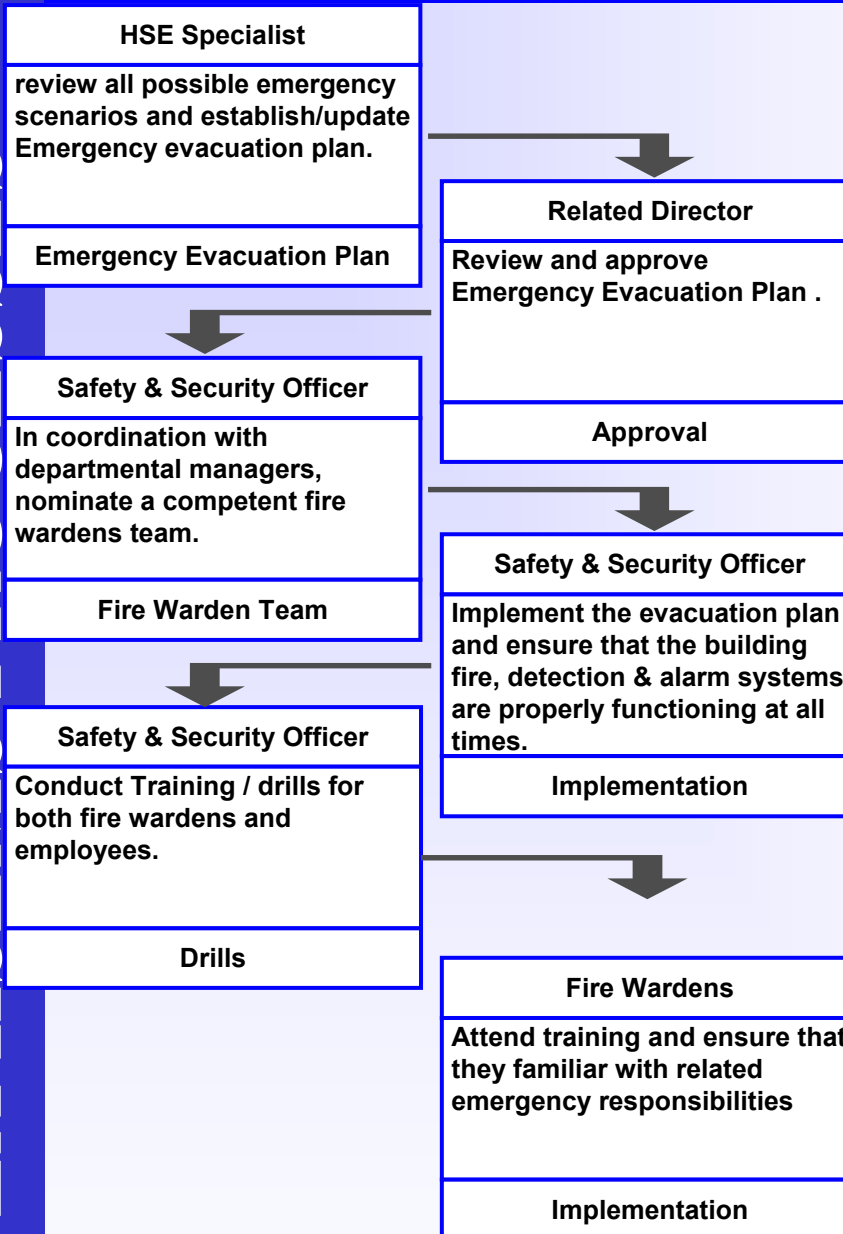 HSE Specialist
review all possible emergency
scenarios and establish/update
Emergency evacuation plan.
Emergency Evacuation Plan
Related Director
Review and approve
Emergency Evacuation Plan .
Approval
Safety & Security Officer
In coordination with
departmental managers,
nominate a competent fire
wardens team.
Fire Warden Team
Safety & Security Officer
Implement the evacuation plan
and ensure that the building
fire, detection & alarm systems
are properly functioning at all
times.
Implementation
Safety & Security Officer
Conduct Training / drills for
both fire wardens and
employees.
Drills
Fire Wardens
Attend training and ensure that
they familiar with related
emergency responsibilities
Implementation